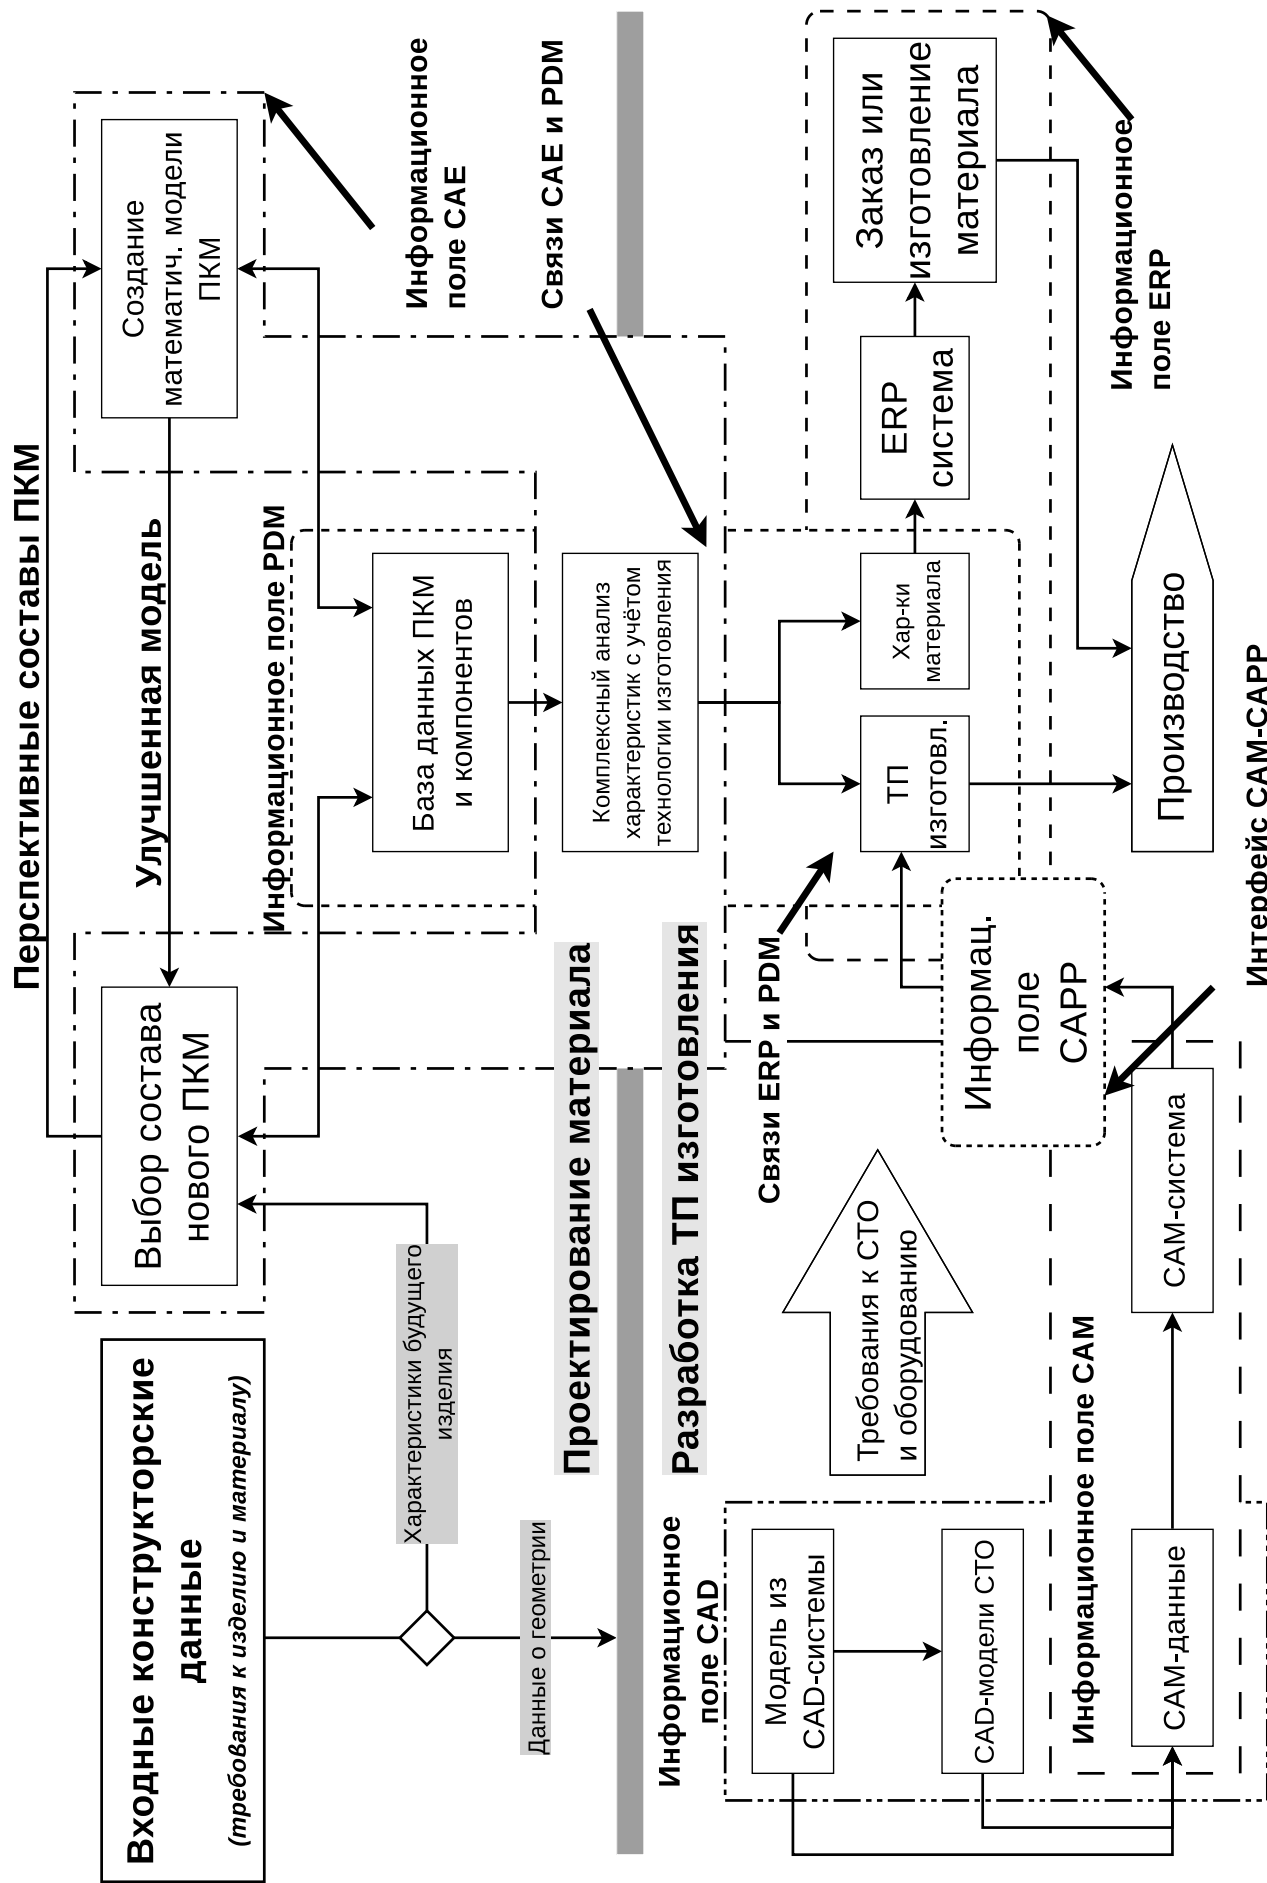 Входные конструкторские
данные
(требования к изделию и материалу)
Перспективные составы ПКМ
Выбор состава
нового ПКМ
Улучшенная модель
Создание
математич. модели
ПКМ
Информационное
поле CAE
Информационное поле PDM
База данных ПКМ
и компонентов
Связи CAE и PDM
Характеристики будущего
изделия
Данные о геометрии
Комплексный анализ
характеристик с учётом
технологии изготовления
Проектирование материала
Разработка ТП изготовления
Информационное
поле CAD
Модель из
CAD-системы
CAD-модели СТО
Требования к СТО
и оборудованию
Связи ERP и PDM
ТП
изготовл.
Хар-ки
материала
ERP
система
Заказ или
изготовление
материала
Информационное
поле ERP
Информац.
поле
CAPP
Информационное поле CAM
CAM-данные
CAM-система
Производство
Интерфейс CAM-CAPP